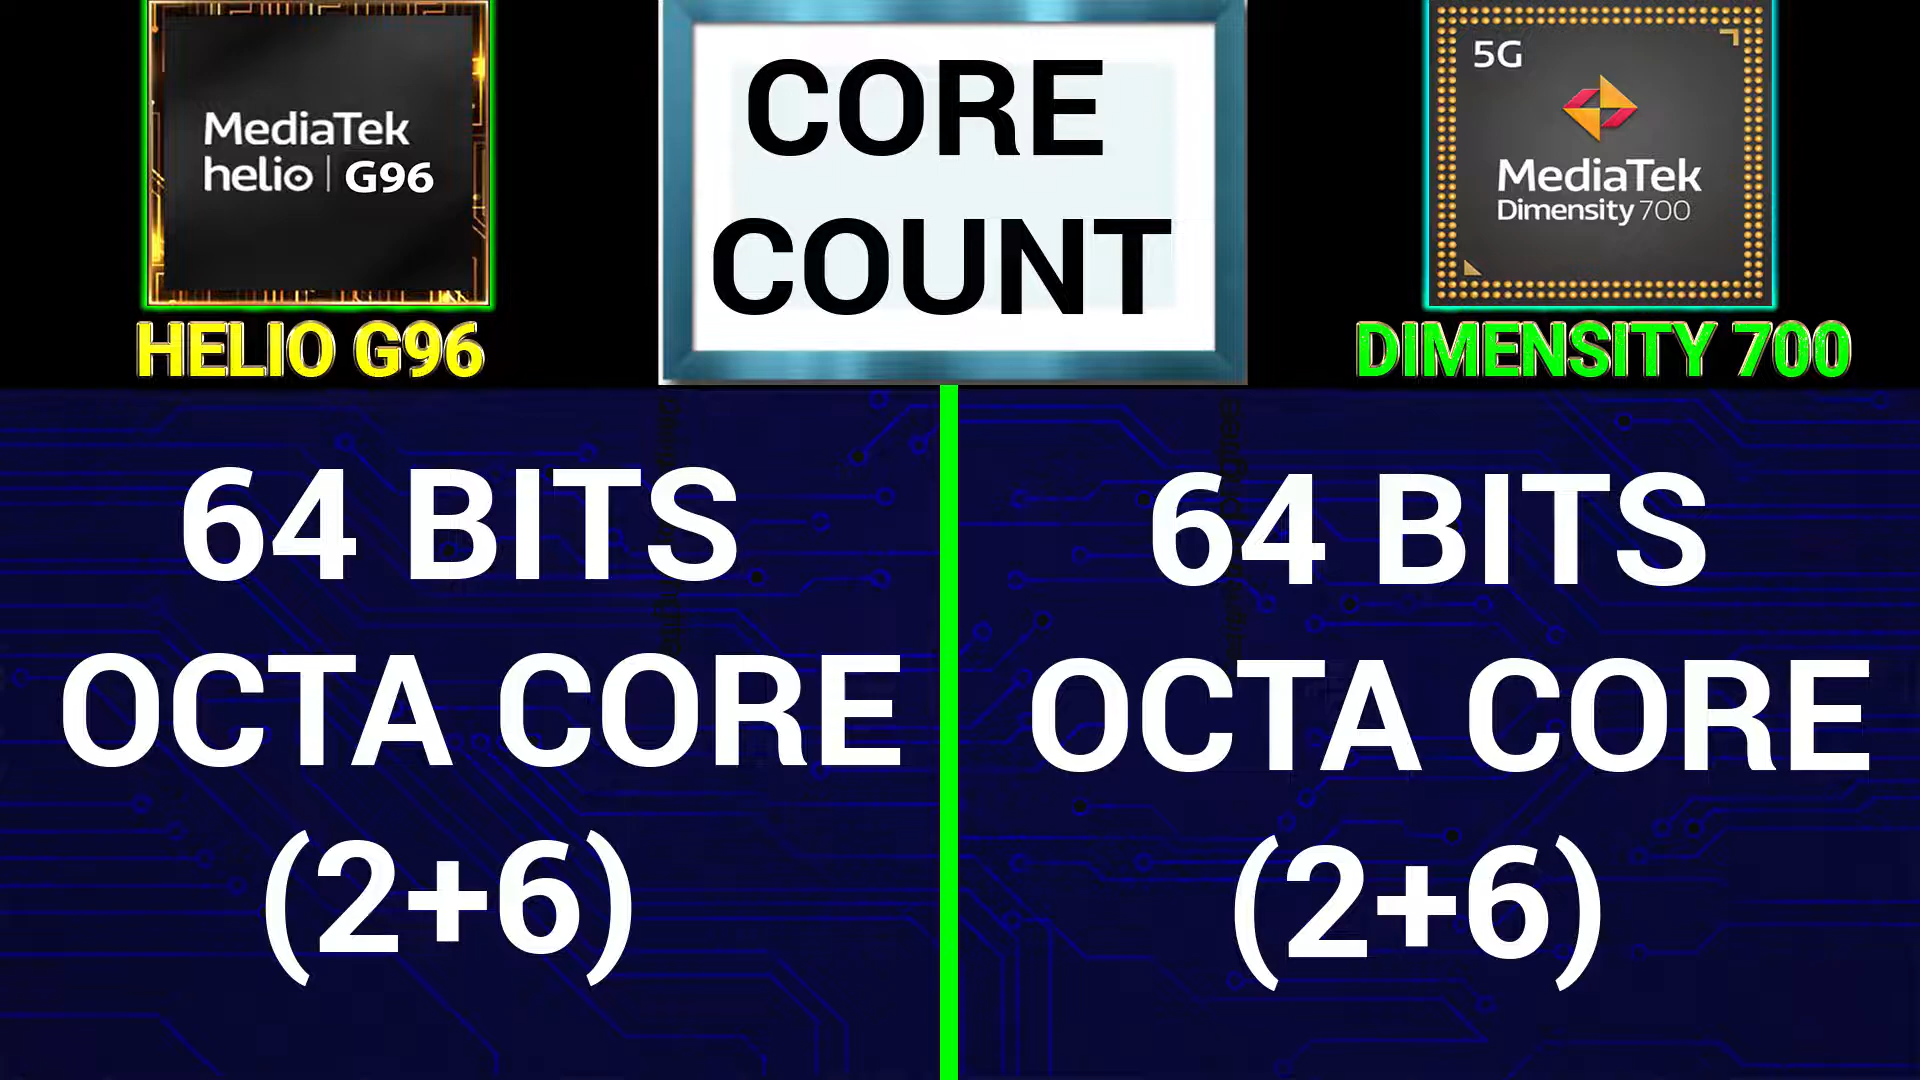 MediaTek
helio | G96
HELIO G96
CORE
COUNT
5G
MediaTek
Dimensity 700
DIMENSITY 700
64 BITS
OCTA CORE
(2+6)
64 BITS
OCTA CORE
(2+6)